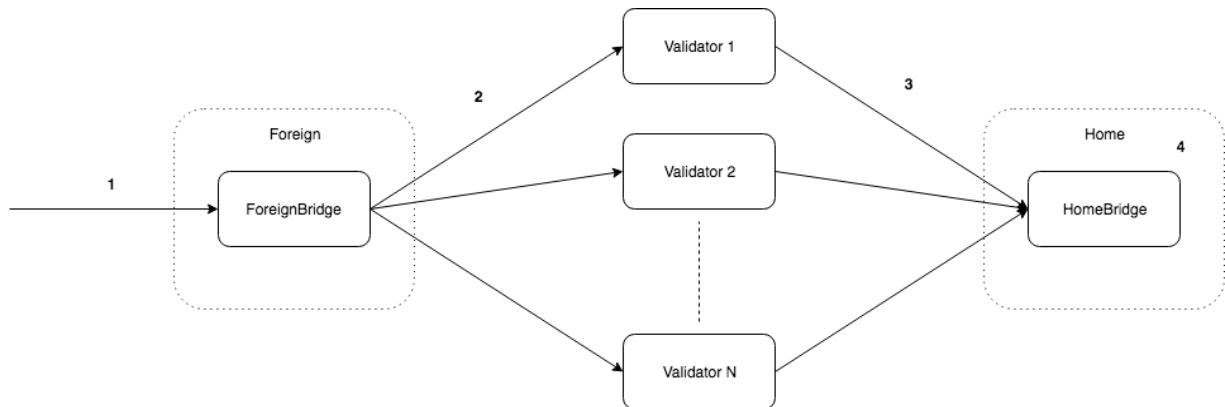 Validator 1
2
3
Foreign
Home
4
Validator 2
1
ForeignBridge
HomeBridge
Validator N